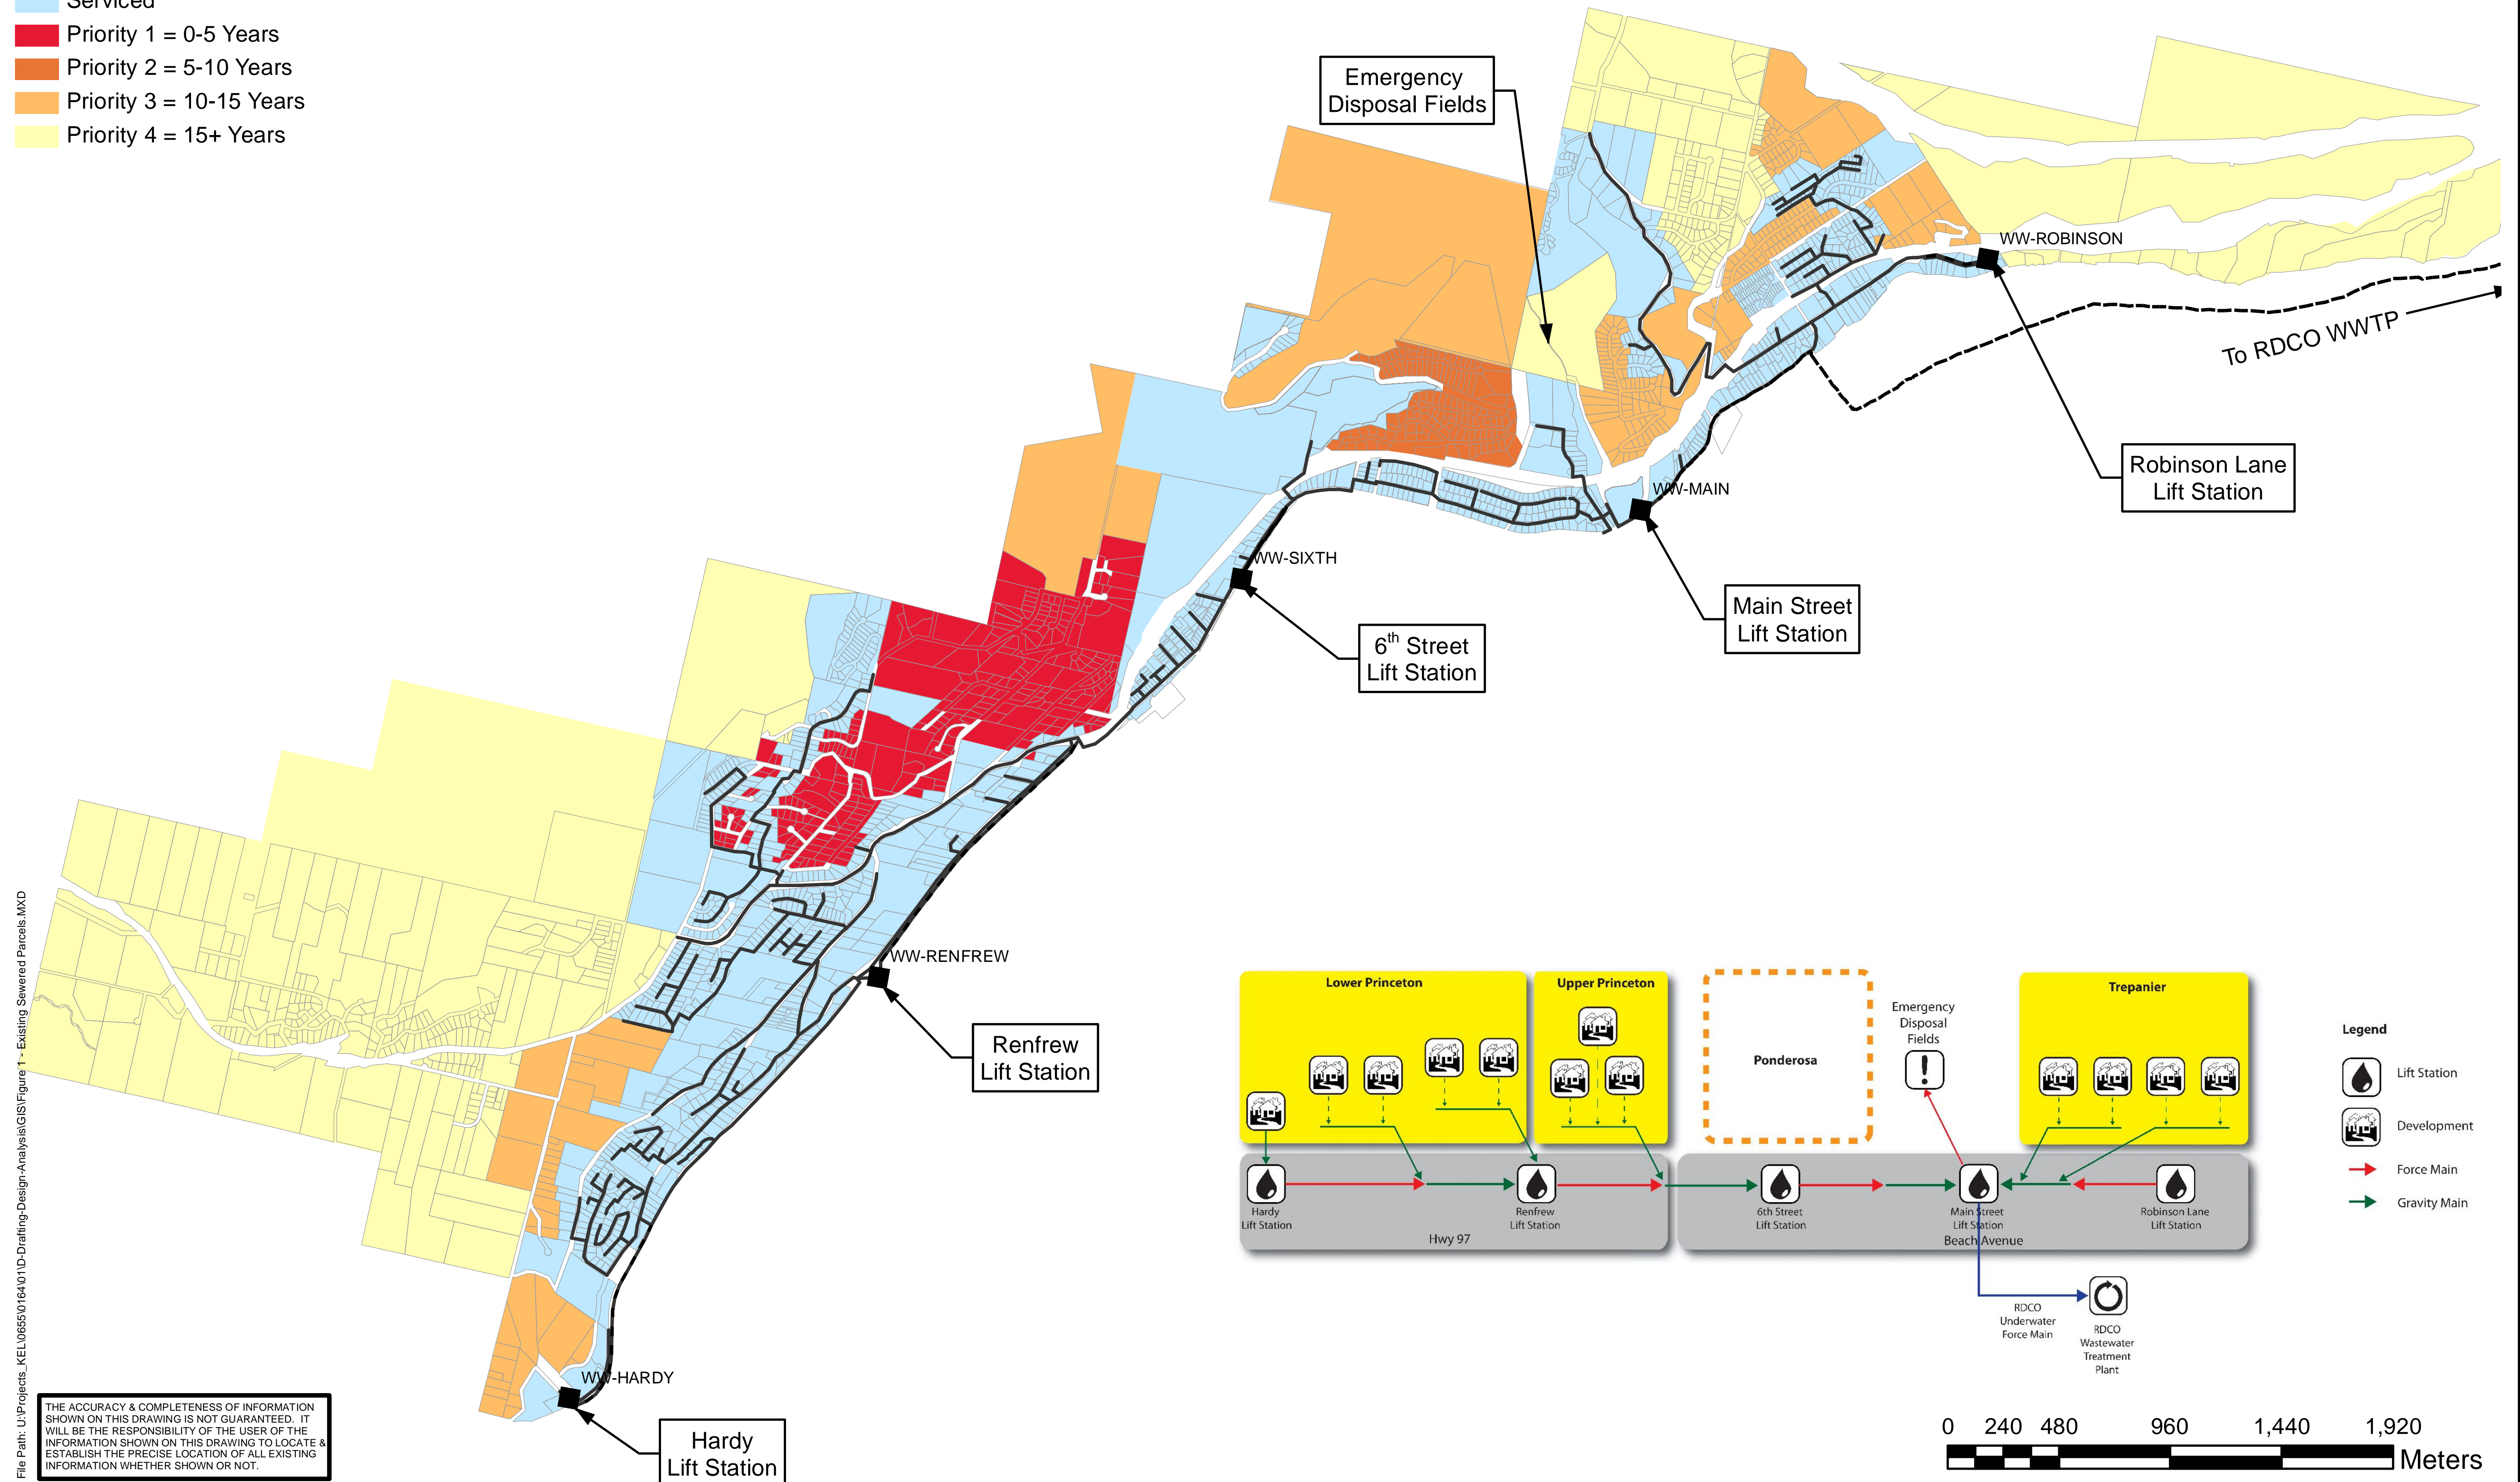 Serviced
Priority 1 = 0-5 Years
Priority 2 = 5-10 Years
Priority 3 = 10-15 Years
Priority 4 = 15+ Years
Emergency
Disposal Fields
WW-ROBINSON
To RDCO WWTP
Robinson Lane
Lift Station
WW-MAIN
Main Street
Lift Station
WW-SIXTH
6th Street
Lift Station
WW-RENFREW
Renfrew
Lift Station
WW-HARDY
Hardy
Lift Station
File Path: U:\Projects_KEL\0655\0164\01\D-Drafting-Design-Analysis\GIS\Figure 1 - Existing Sewered Parcels.MXD
THE ACCURACY & COMPLETENESS OF INFORMATION
SHOWN ON THIS DRAWING IS NOT GUARANTEED. IT
WILL BE THE RESPONSIBILITY OF THE USER OF THE
INFORMATION SHOWN ON THIS DRAWING TO LOCATE &
ESTABLISH THE PRECISE LOCATION OF ALL EXISTING
INFORMATION WHETHER SHOWN OR NOT.
Lower Princeton
Upper Princeton
Ponderosa
Emergency
Disposal
Fields
Trepanier
Hardy
Lift Station
Renfrew
Lift Station
Hwy 97
6th Street
Lift Station
Main Street
Lift Station
Robinson Lane
Lift Station
Beach Avenue
RDCO
Underwater
Force Main
RDCO
Wastewater
Treatment
Plant
Legend
Lift Station
Development
Force Main
Gravity Main
0 240 480 960 1,440 1,920
Meters